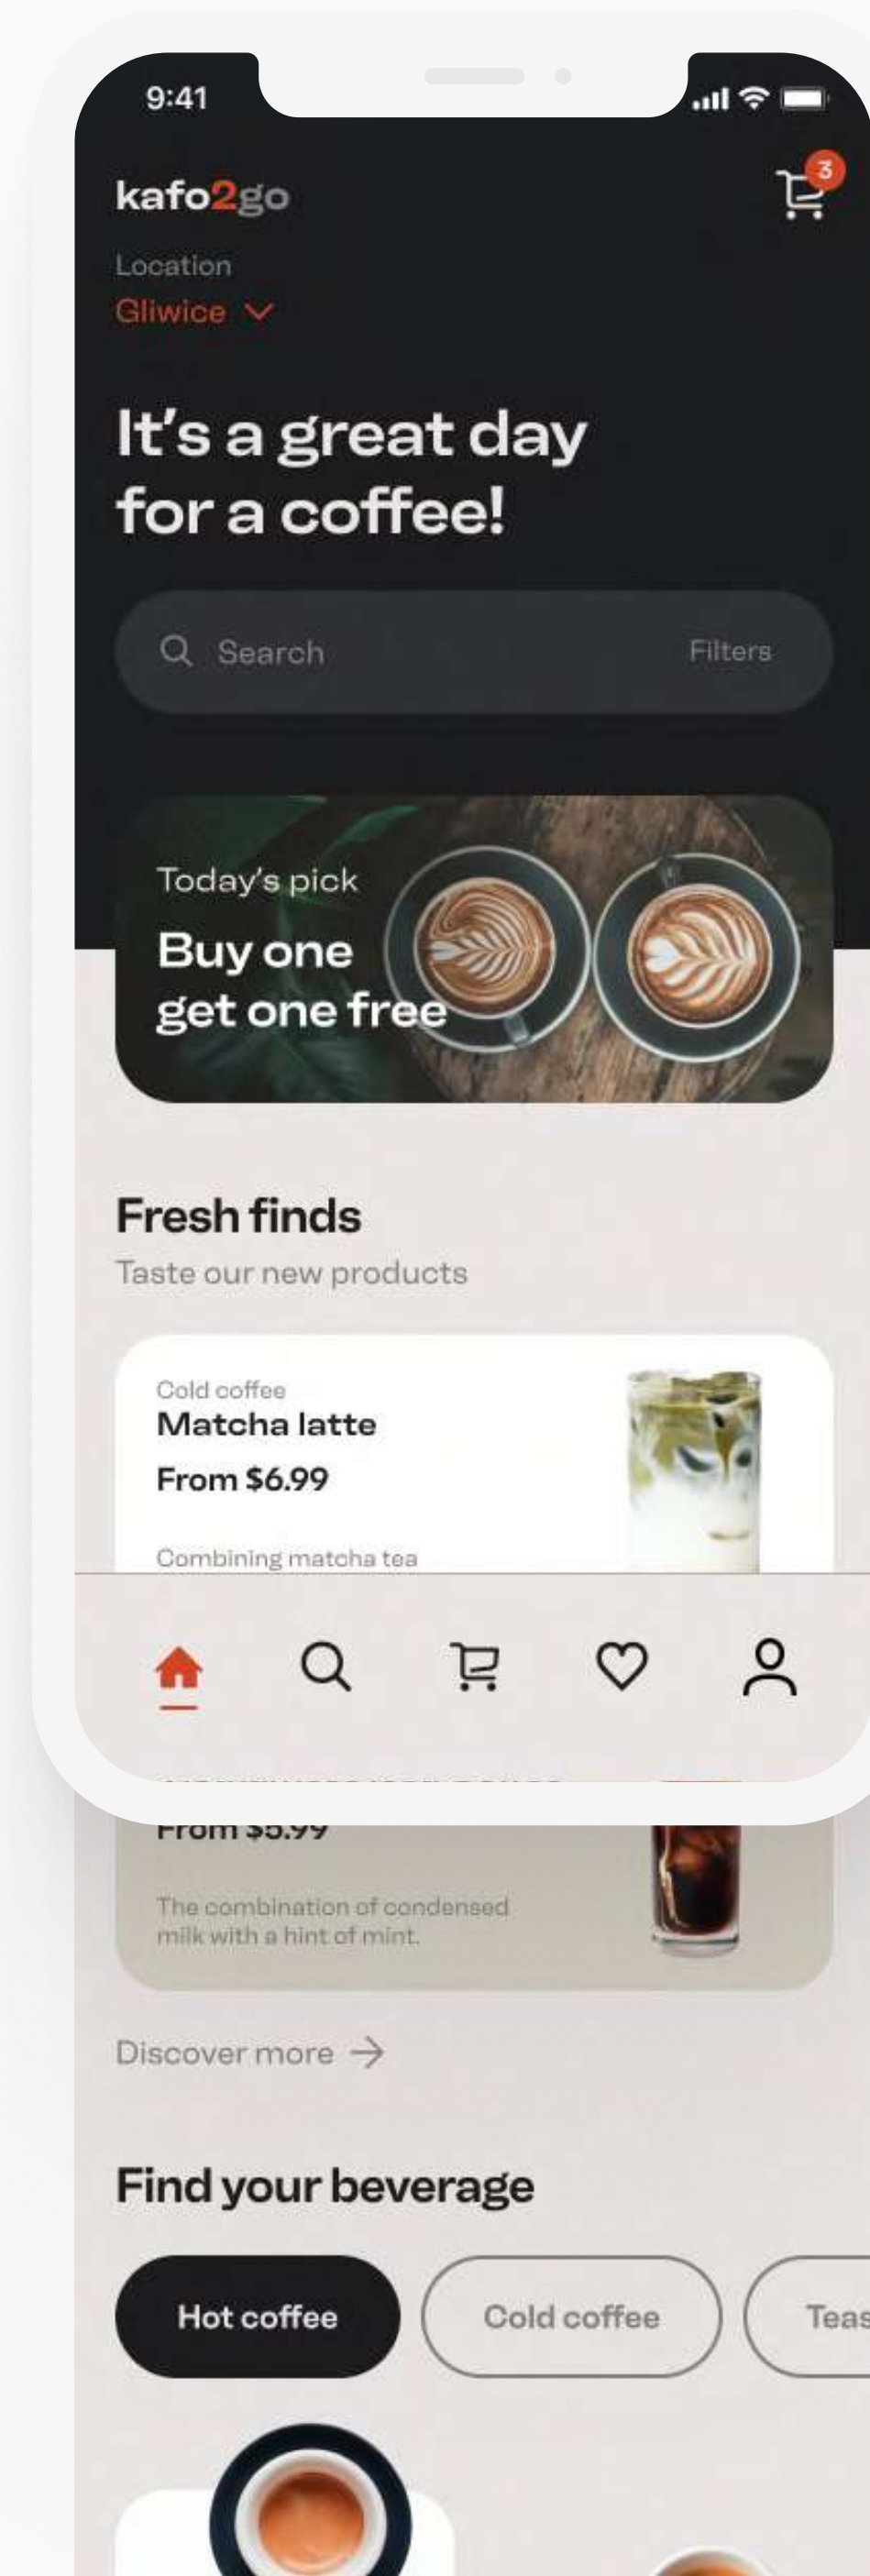 9:41
kafo2go
3
Location
Gliwice
It's a great day
for a coffee!
Search
Filters
Today's pick
Buy one
get one free
Fresh finds
Taste our new products
Cold coffee
Matcha latte
From $6.99
Combining matcha tea
From $5.99
The combination of condensed
milk with a hint of mint.
Discover more
Find your beverage
Hot coffee
Cold coffee
Teas